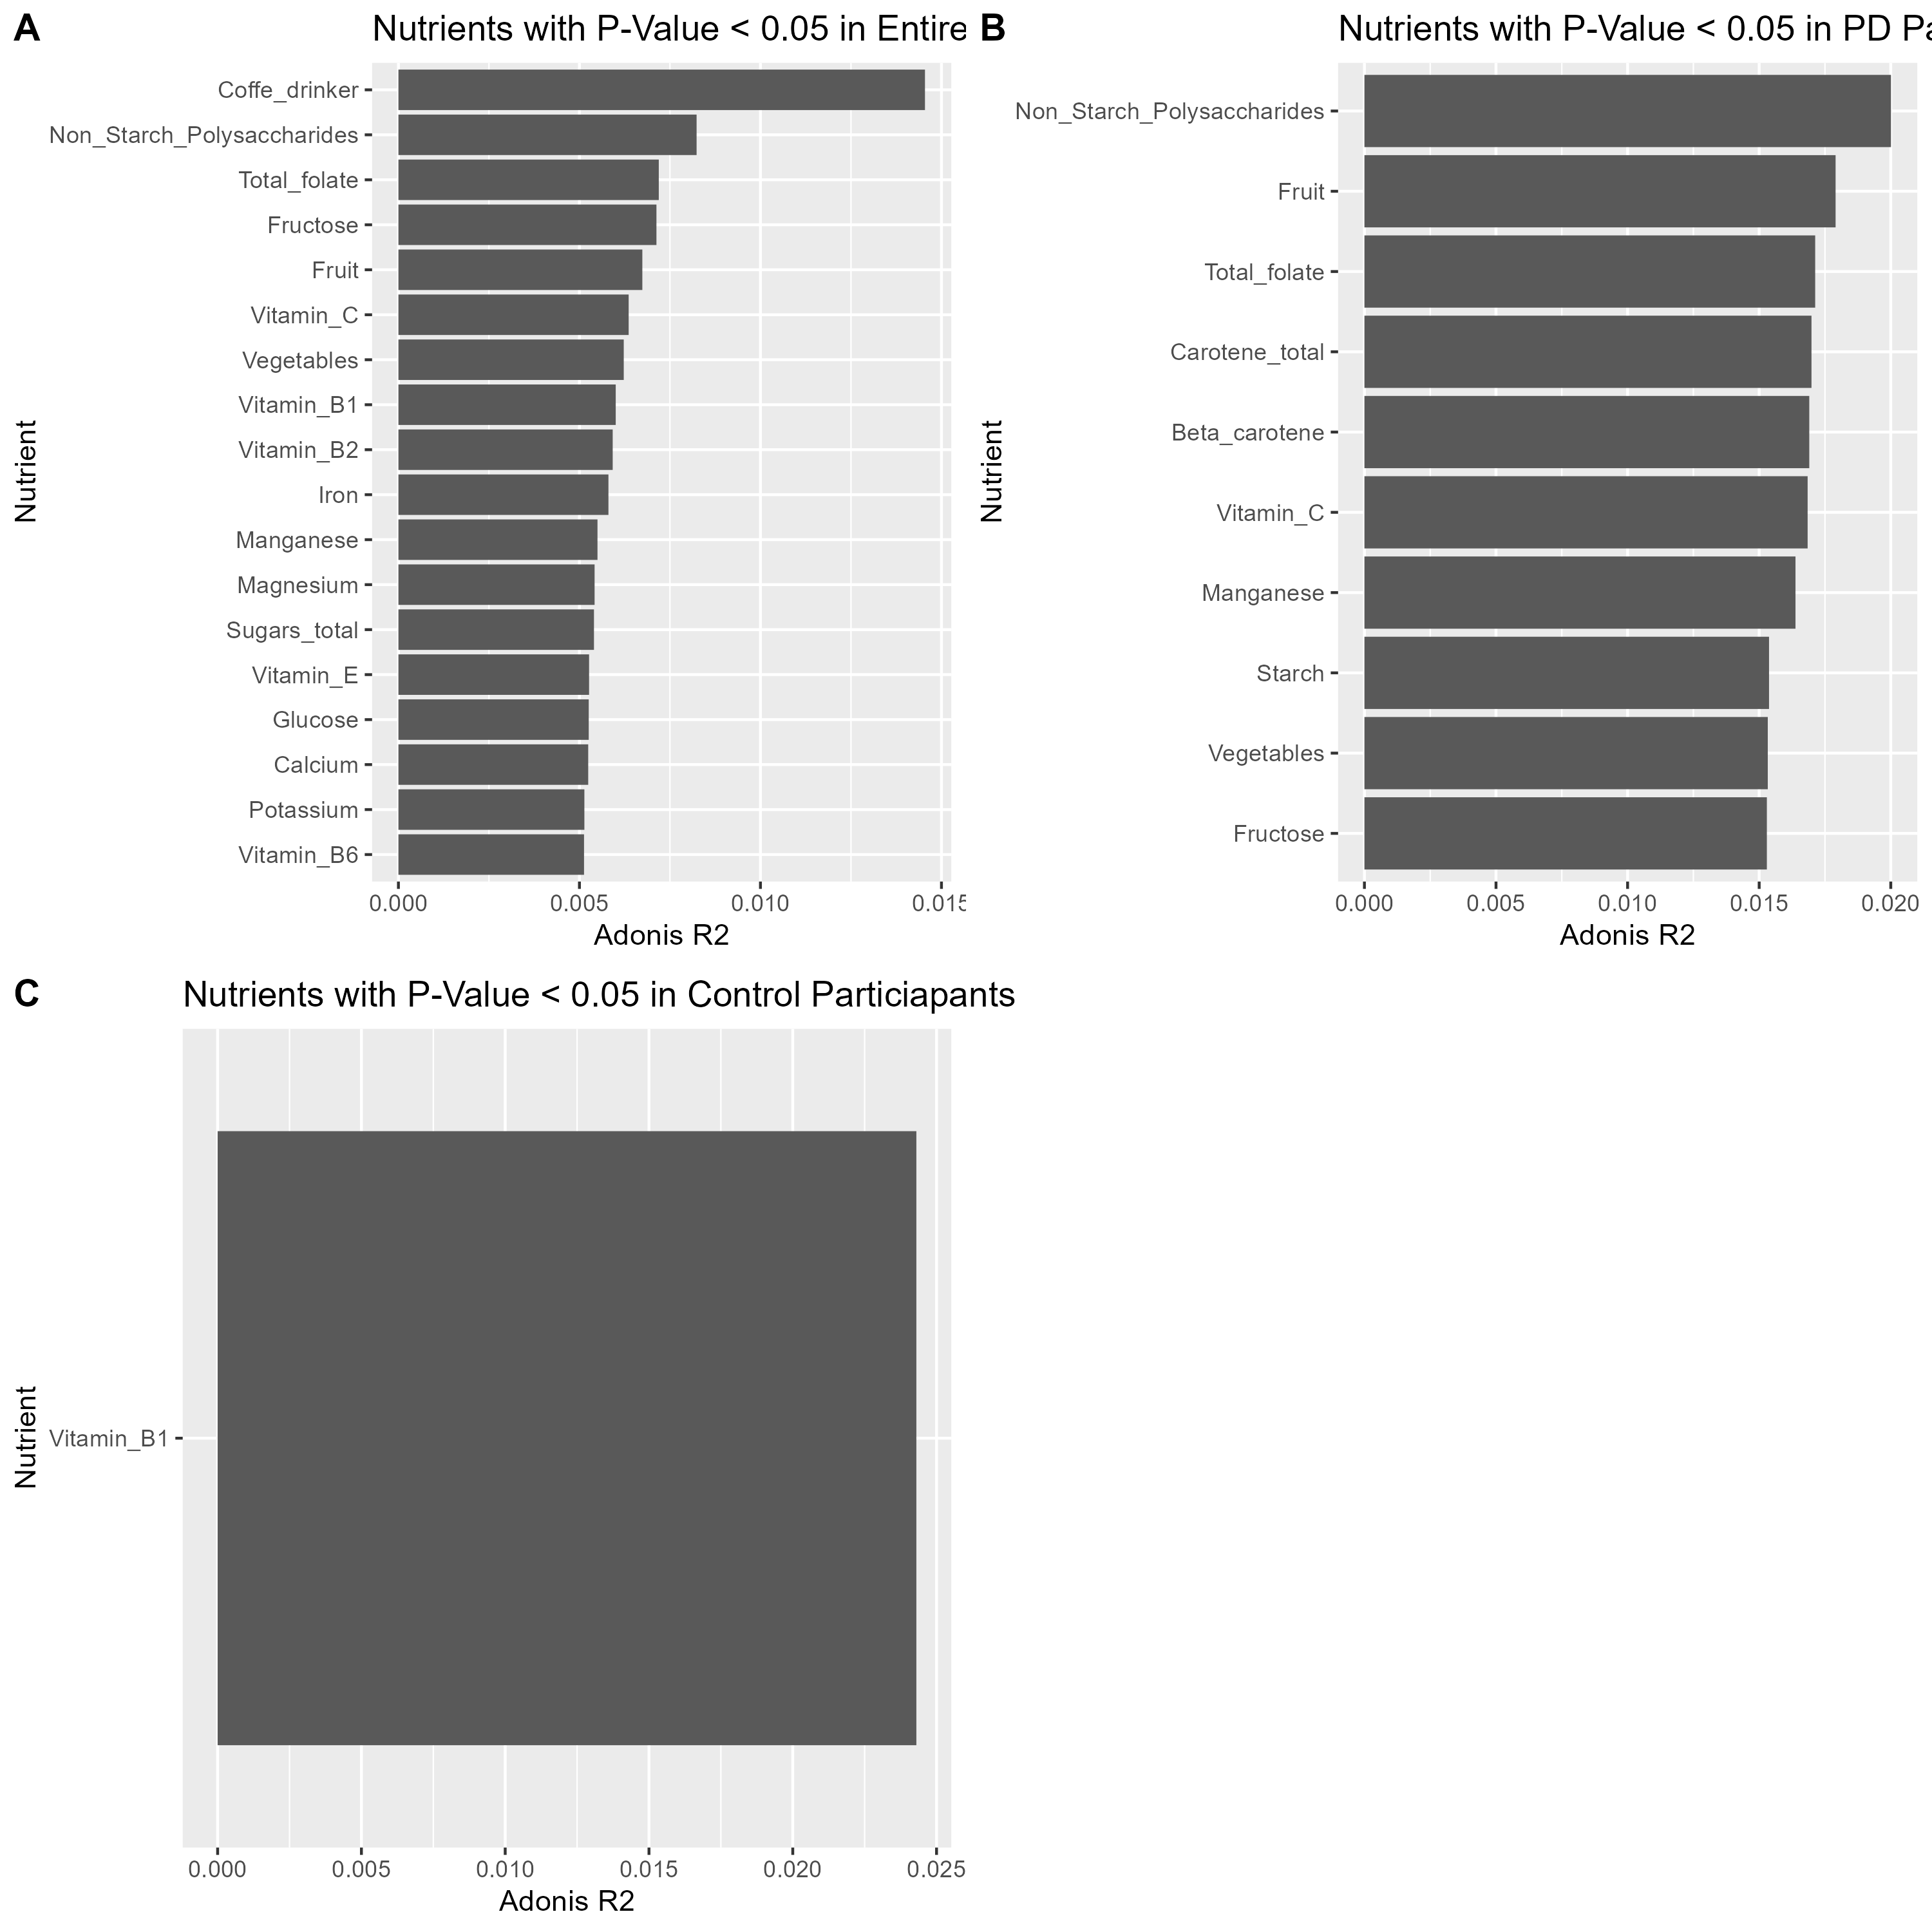 A
Nutrients with P-Value < 0.05 in Entire
Nutrient
Coffe_drinker
Non_Starch_Polysaccharides
Total_folate
Fructose
Fruit
Vitamin_C
Vegetables
Vitamin_B1
Vitamin_B2
Iron
Manganese
Magnesium
Sugars_total
Vitamin_E
Glucose
Calcium
Potassium
Vitamin_B6
0.000 0.005 0.010 0.015
Adonis R2
B
Nutrients with P-Value < 0.05 in PD Pa
Nutrient
Non_Starch_Polysaccharides
Fruit
Total_folate
Carotene_total
Beta_carotene
Vitamin_C
Manganese
Starch
Vegetables
Fructose
0.000 0.005 0.010 0.015 0.020
Adonis R2
C
Nutrients with P-Value < 0.05 in Control Particiapants
Nutrient
Vitamin_B1
0.000 0.005 0.010 0.015 0.020 0.025
Adonis R2